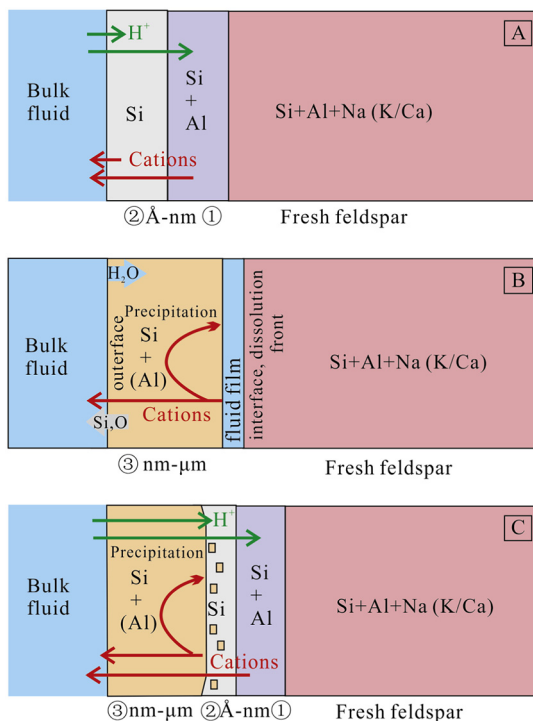 A
H+
Bulk
fluid
Si
Si
+
Al
Si+Al+Na (K/Ca)
Cations
②Å-nm ①
Fresh feldspar
B
H₂O
Precipitation
Bulk
fluid
outerface
Si
+
(Al)
fluid film
interface, dissolution
front
Si+Al+Na (K/Ca)
Cations
Si,O
③ nm-μm
Fresh feldspar
C
H+
Precipitation
Bulk
fluid
Si
+
(Al)
Si
Si
+
Al
Si+Al+Na (K/Ca)
Cations
③nm-μm ②Å-nm①
Fresh feldspar